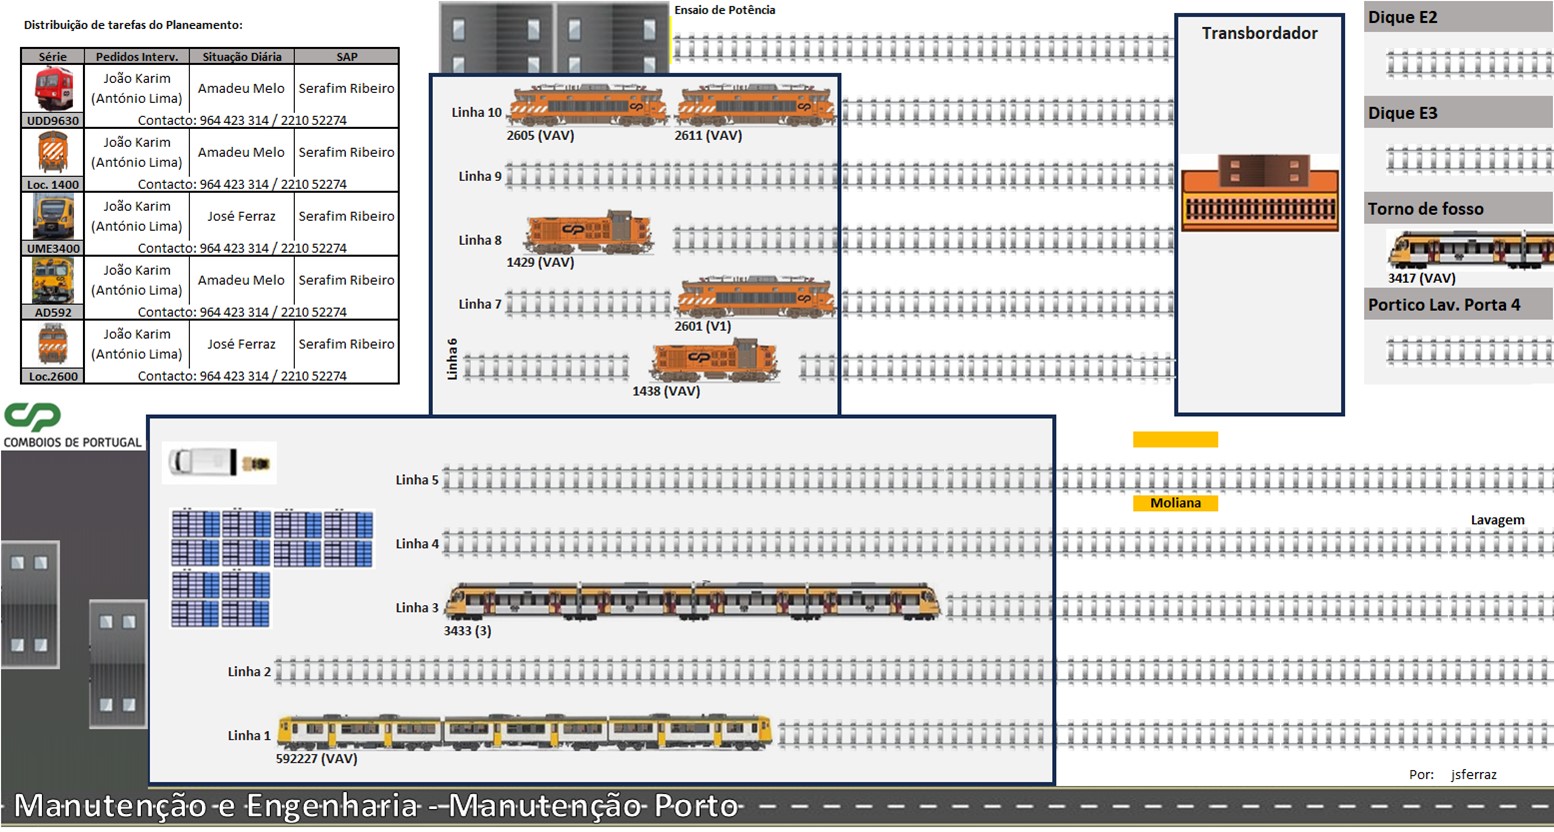 Distribuição de tarefas do Planeamento:
Série Pedidos Interv. Situação Diária SAP
João Karim
(António Lima) Amadeu Melo Serafim Ribeiro
UDD9630 Contacto: 964 423 314 / 2210 52274
João Karim
(António Lima) Amadeu Melo Serafim Ribeiro
Loc. 1400 Contacto: 964 423 314 / 2210 52274
João Karim
(António Lima) José Ferraz Serafim Ribeiro
UME3400 Contacto: 964 423 314 / 2210 52274
João Karim
(António Lima) Amadeu Melo Serafim Ribeiro
AD592 Contacto: 964 423 314 / 2210 52274
João Karim
(António Lima) José Ferraz Serafim Ribeiro
Loc.2600 Contacto: 964 423 314 / 2210 52274
CP
COMBOIOS DE PORTUGAL
Ensaio de Potência
Linha 10
2605 (VAV) 2611 (VAV)
Linha 9
Linha 8
1429 (VAV)
Linha 7
2601 (V1)
Linha 6
1438 (VAV)
Transbordador
Dique E2
Dique E3
Torno de fosso
3417 (VAV)
Portico Lav. Porta 4
Linha 5
Moliana
Lavagem
Linha 4
Linha 3
3433 (3)
Linha 2
Linha 1
592227 (VAV)
Por: jsferraz
Manutenção e Engenharia - Manutenção Porto